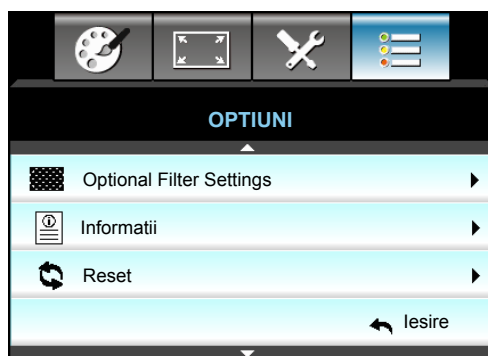 OPTIUNI
Optional Filter Settings
Informatii
Reset
Iesire